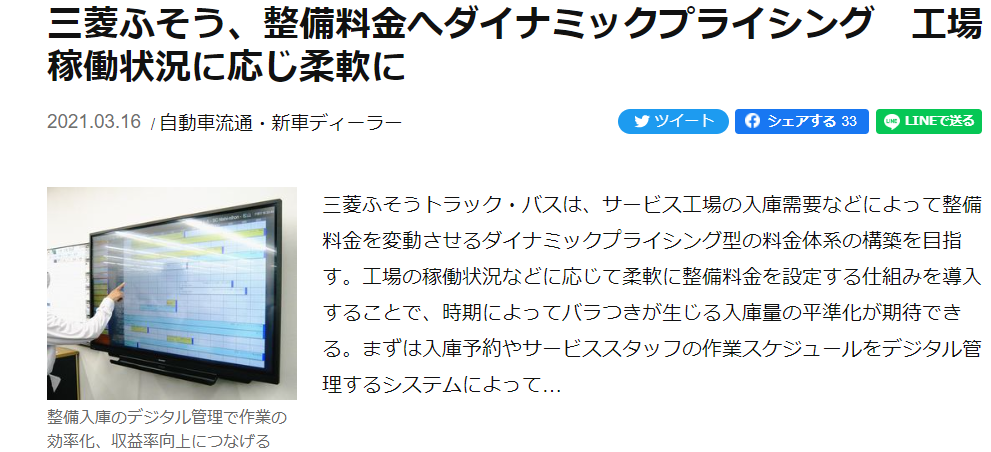 三菱ふそう、整備料金へダイナミックプライシング　工場
稼働状況に応じ柔軟に
2021.03.16 / 自動車流通・新車ディーラー
ツイート
シェアする 33
LINEで送る
三菱ふそうトラック・バスは、サービス工場の入庫需要などによって整備
料金を変動させるダイナミックプライシング型の料金体系の構築を目指
す。工場の稼働状況などに応じて柔軟に整備料金を設定する仕組みを導入
することで、時期によってバラつきが生じる入庫量の平準化が期待でき
る。まずは入庫予約やサービススタッフの作業スケジュールをデジタル管
理するシステムによって...
整備入庫のデジタル管理で作業の
効率化、収益率向上につなげる